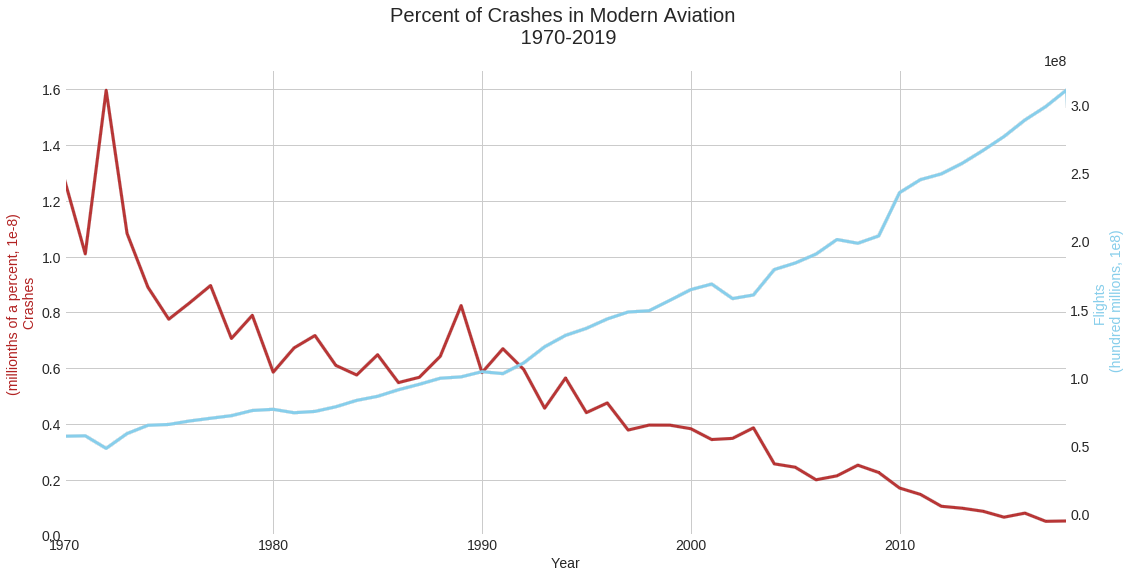 Percent of Crashes in Modern Aviation
1970-2019
1e8
1.6
1.4
1.2
1.0
0.8
0.6
0.4
0.2
0.0
(millionths of a percent, 1e-8)
Crashes
3.0
2.5
2.0
1.5
1.0
0.5
0.0
Flights
(hundred millions, 1e8)
1970 1980 1990 2000 2010
Year